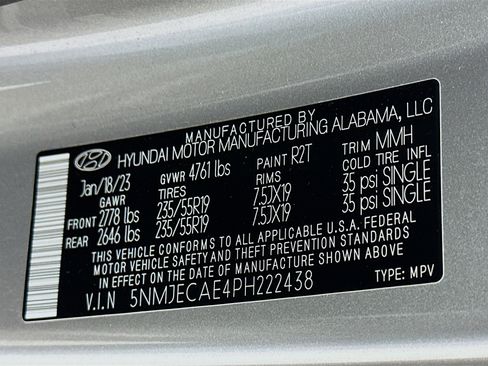 MANUFACTURED BY
HYUNDAI MOTOR MANUFACTURING ALABAMA, LLC
Jan/18/23 GVWR 4761 lbs PAINT R2T TRIM MMH
GAWR TIRES RIMS COLD TIRE INFL
FRONT 2778 lbs 235/55R19 7.5JX19 35 psi SINGLE
REAR 2646 lbs 235/55R19 7.5JX19 35 psi SINGLE
THIS VEHICLE CONFORMS TO ALL APPLICABLE U.S.A. FEDERAL
MOTOR VEHICLE SAFETY AND THEFT PREVENTION STANDARDS
IN EFFECT ON THE DATE OF MANUFACTURE SHOWN ABOVE
V.I.N 5NMJECAE4PH222438 TYPE: MPV